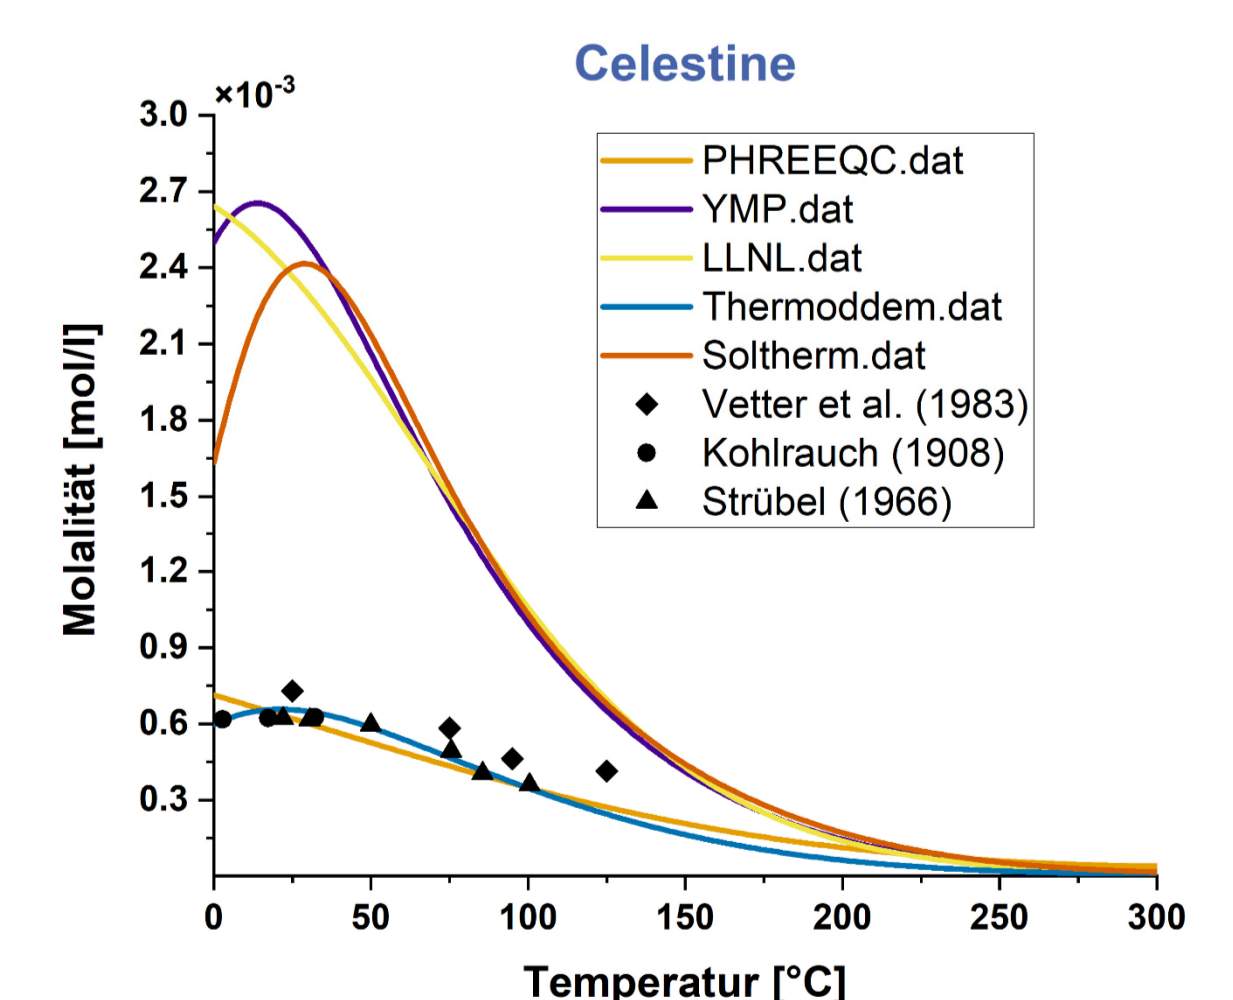 Celestine
×10-3
3.0
2.7
2.4
2.1
1.8
1.5
1.2
0.9
0.6
0.3
Molalität [mol/l]
PHREEQC.dat
YMP.dat
LLNL.dat
Thermoddem.dat
Soltherm.dat
Vetter et al. (1983)
Kohlrauch (1908)
Strübel (1966)
0 50 100 150 200 250 300
Temperatur [°C]